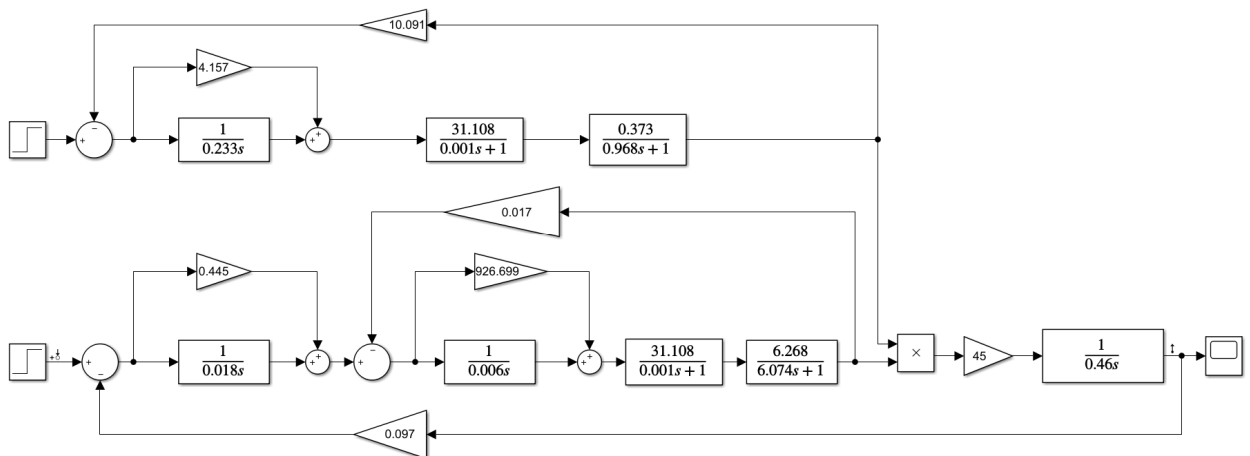 10.091
4.157
1
0.233s
31.108
0.001s + 1
0.373
0.968s + 1
0.017
0.445
926.699
1
0.018s
1
0.006s
31.108
0.001s + 1
6.268
6.074s + 1
×
45
1
0.46s
0.097